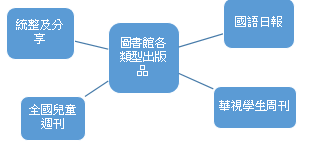 統整及分
享
圖書館各
類型出版
品
國語日報
全國兒童
週刊
華視學生周刊